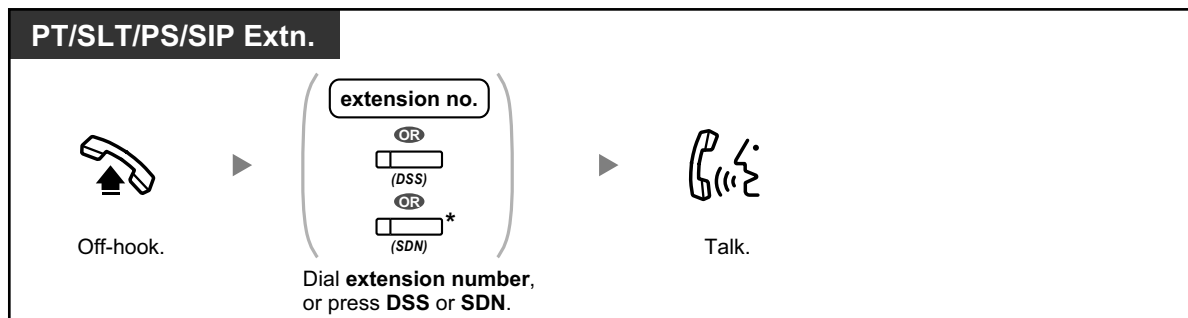 PT/SLT/PS/SIP Extn.
extension no.
OR
(DSS)
OR
*
(SDN)
Off-hook.
Dial extension number,
or press DSS or SDN.
Talk.